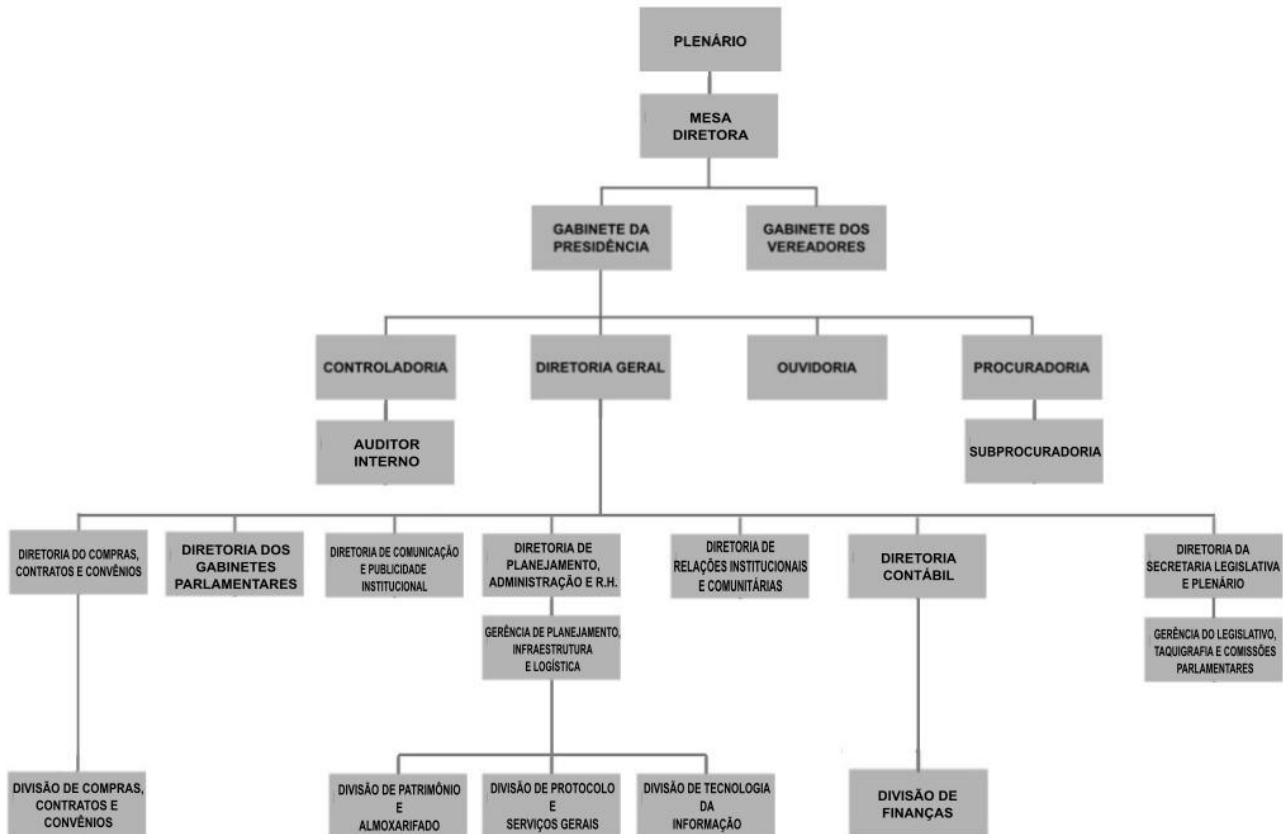 PLENÁRIO
MESA
DIRETORA
GABINETE DA
PRESIDÊNCIA
GABINETE DOS
VEREADORES
CONTROLADORIA
DIRETORIA GERAL
OUVIDORIA
PROCURADORIA
AUDITOR
INTERNO
SUBPROCURADORIA
DIRETORIA DO COMPRAS,
CONTRATOS E CONVÊNIOS
DIRETORIA DOS
GABINETES
PARLAMENTARES
DIRETORIA DE COMUNICAÇÃO
E PUBLICIDADE
INSTITUCIONAL
DIRETORIA DE
PLANEJAMENTO,
ADMINISTRAÇÃO E R.H.
DIRETORIA DE
RELAÇÕES INSTITUCIONAIS
E COMUNITÁRIAS
DIRETORIA
CONTÁBIL
DIRETORIA DA
SECRETARIA LEGISLATIVA
E PLENÁRIO
GERÊNCIA DE PLANEJAMENTO,
INFRAESTRUTURA
E LOGÍSTICA
GERÊNCIA DO LEGISLATIVO,
TAQUIGRAFIA E COMISSÕES
PARLAMENTARES
DIVISÃO DE COMPRAS,
CONTRATOS E
CONVÊNIOS
DIVISÃO DE PATRIMÔNIO
E
ALMOXARIFADO
DIVISÃO DE PROTOCOLO
E
SERVIÇOS GERAIS
DIVISÃO DE TECNOLOGIA
DA
INFORMAÇÃO
DIVISÃO DE
FINANÇAS